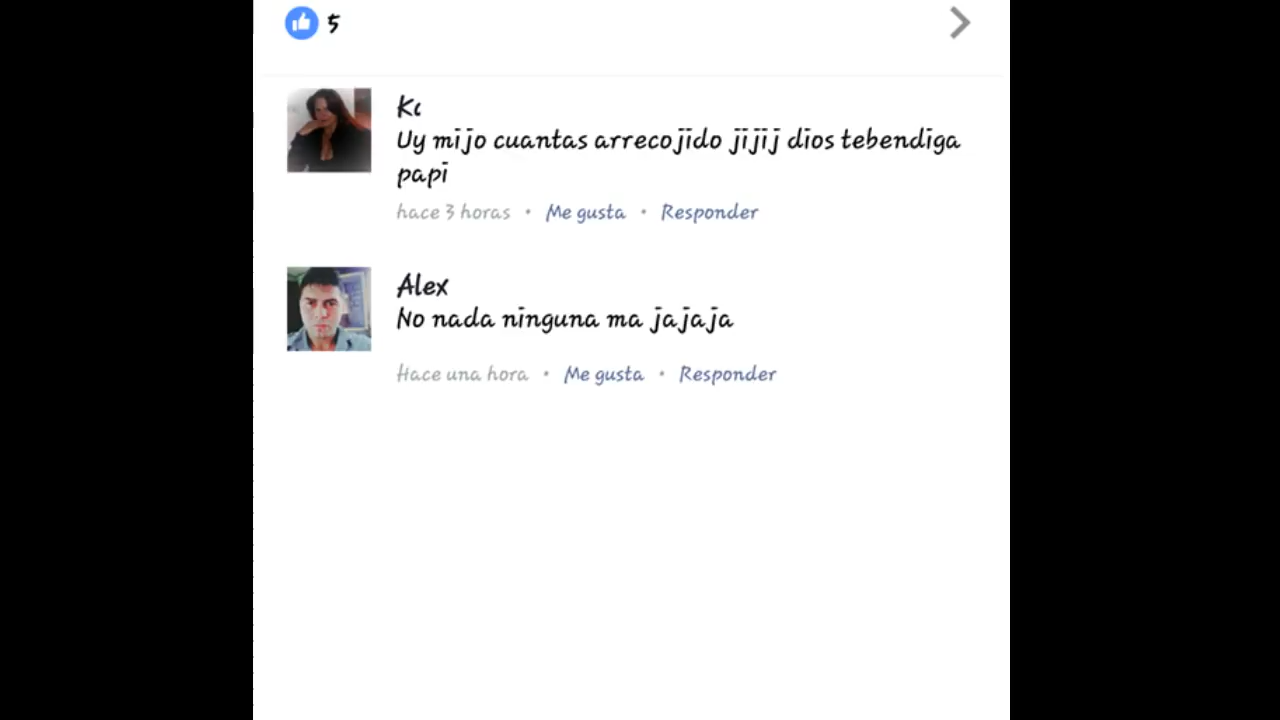 5
Uy mijo cuantas arrecojido jijij dios tebendiga
papi
hace 3 horas • Me gusta • Responder
Alex
No nada ninguna ma jajaja
Hace una hora • Me gusta • Responder